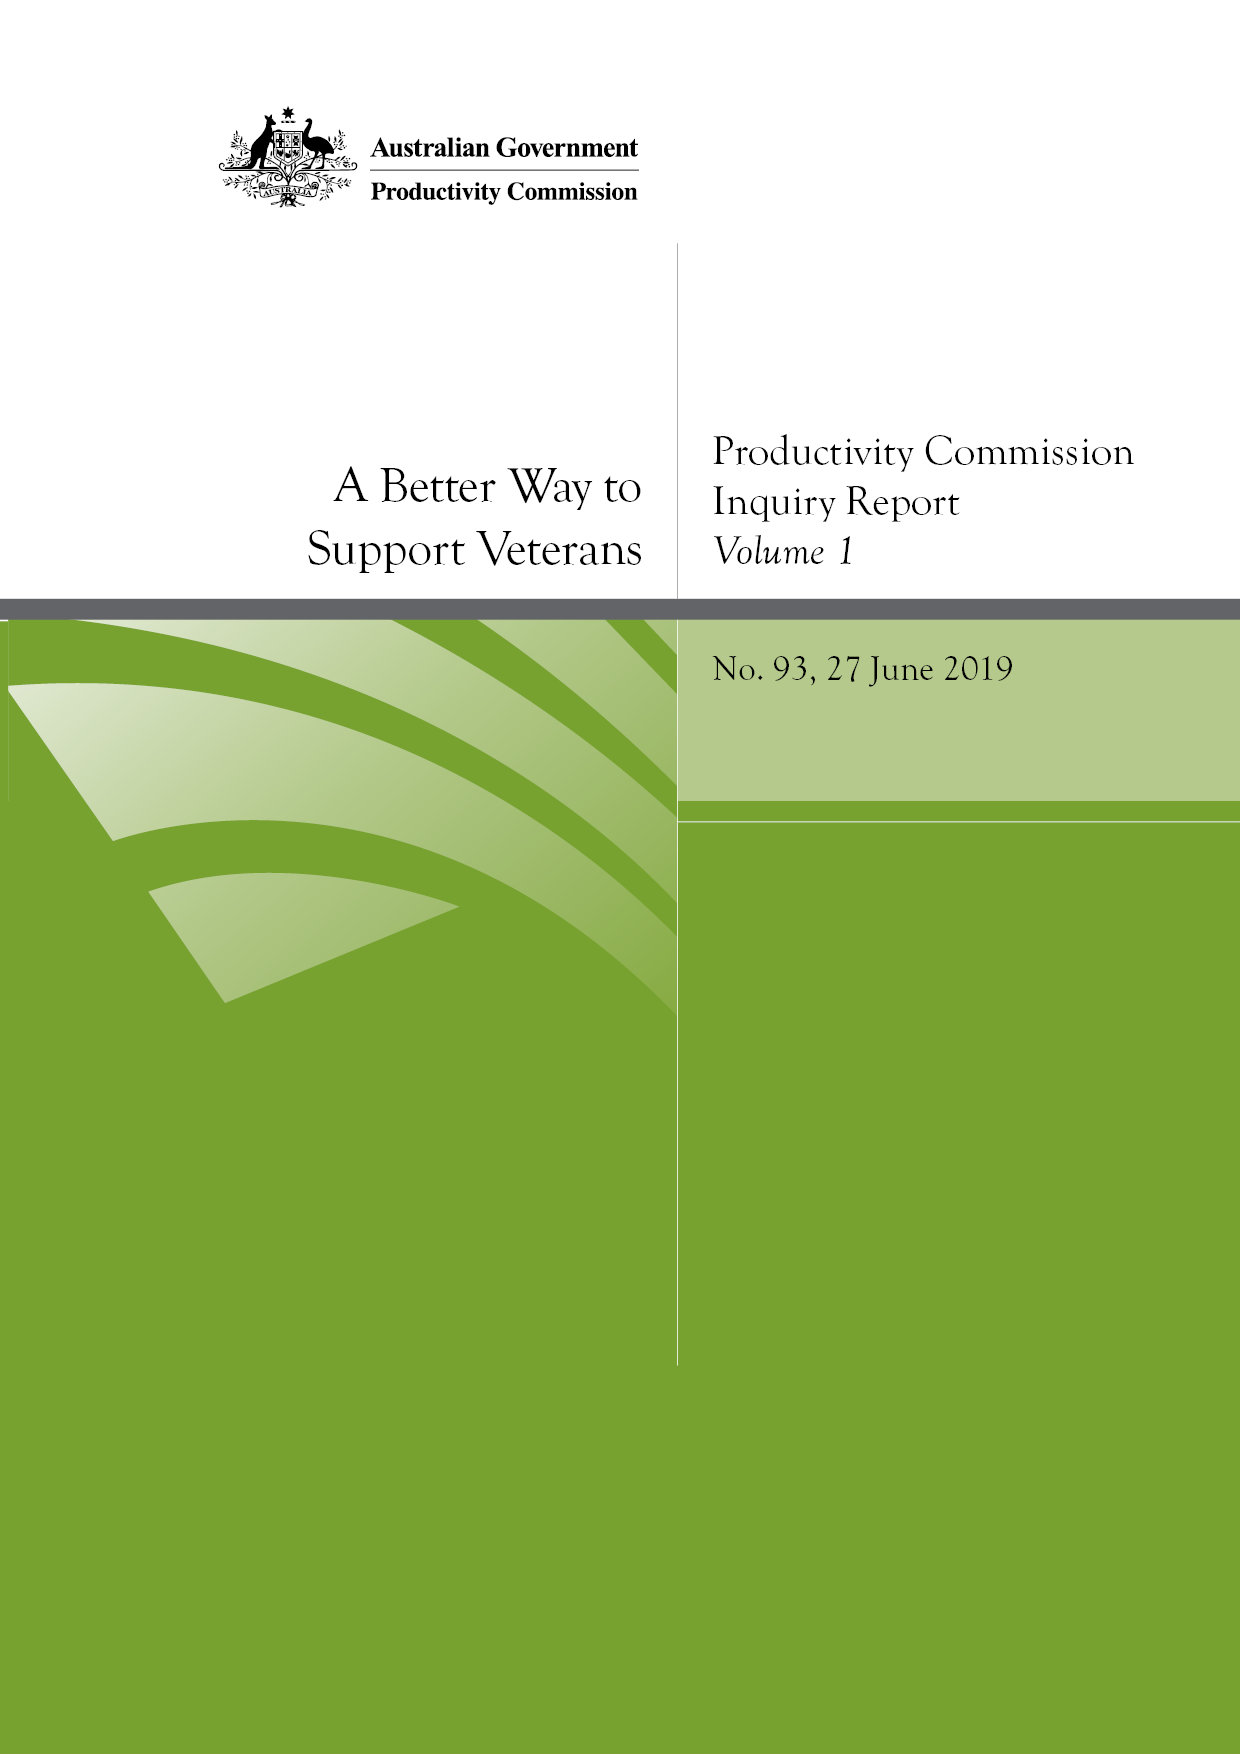 Australian Government
Productivity Commission
AUSTRALIA
A Better Way to
Support Veterans
Productivity Commission
Inquiry Report
Volume 1
No. 93, 27 June 2019